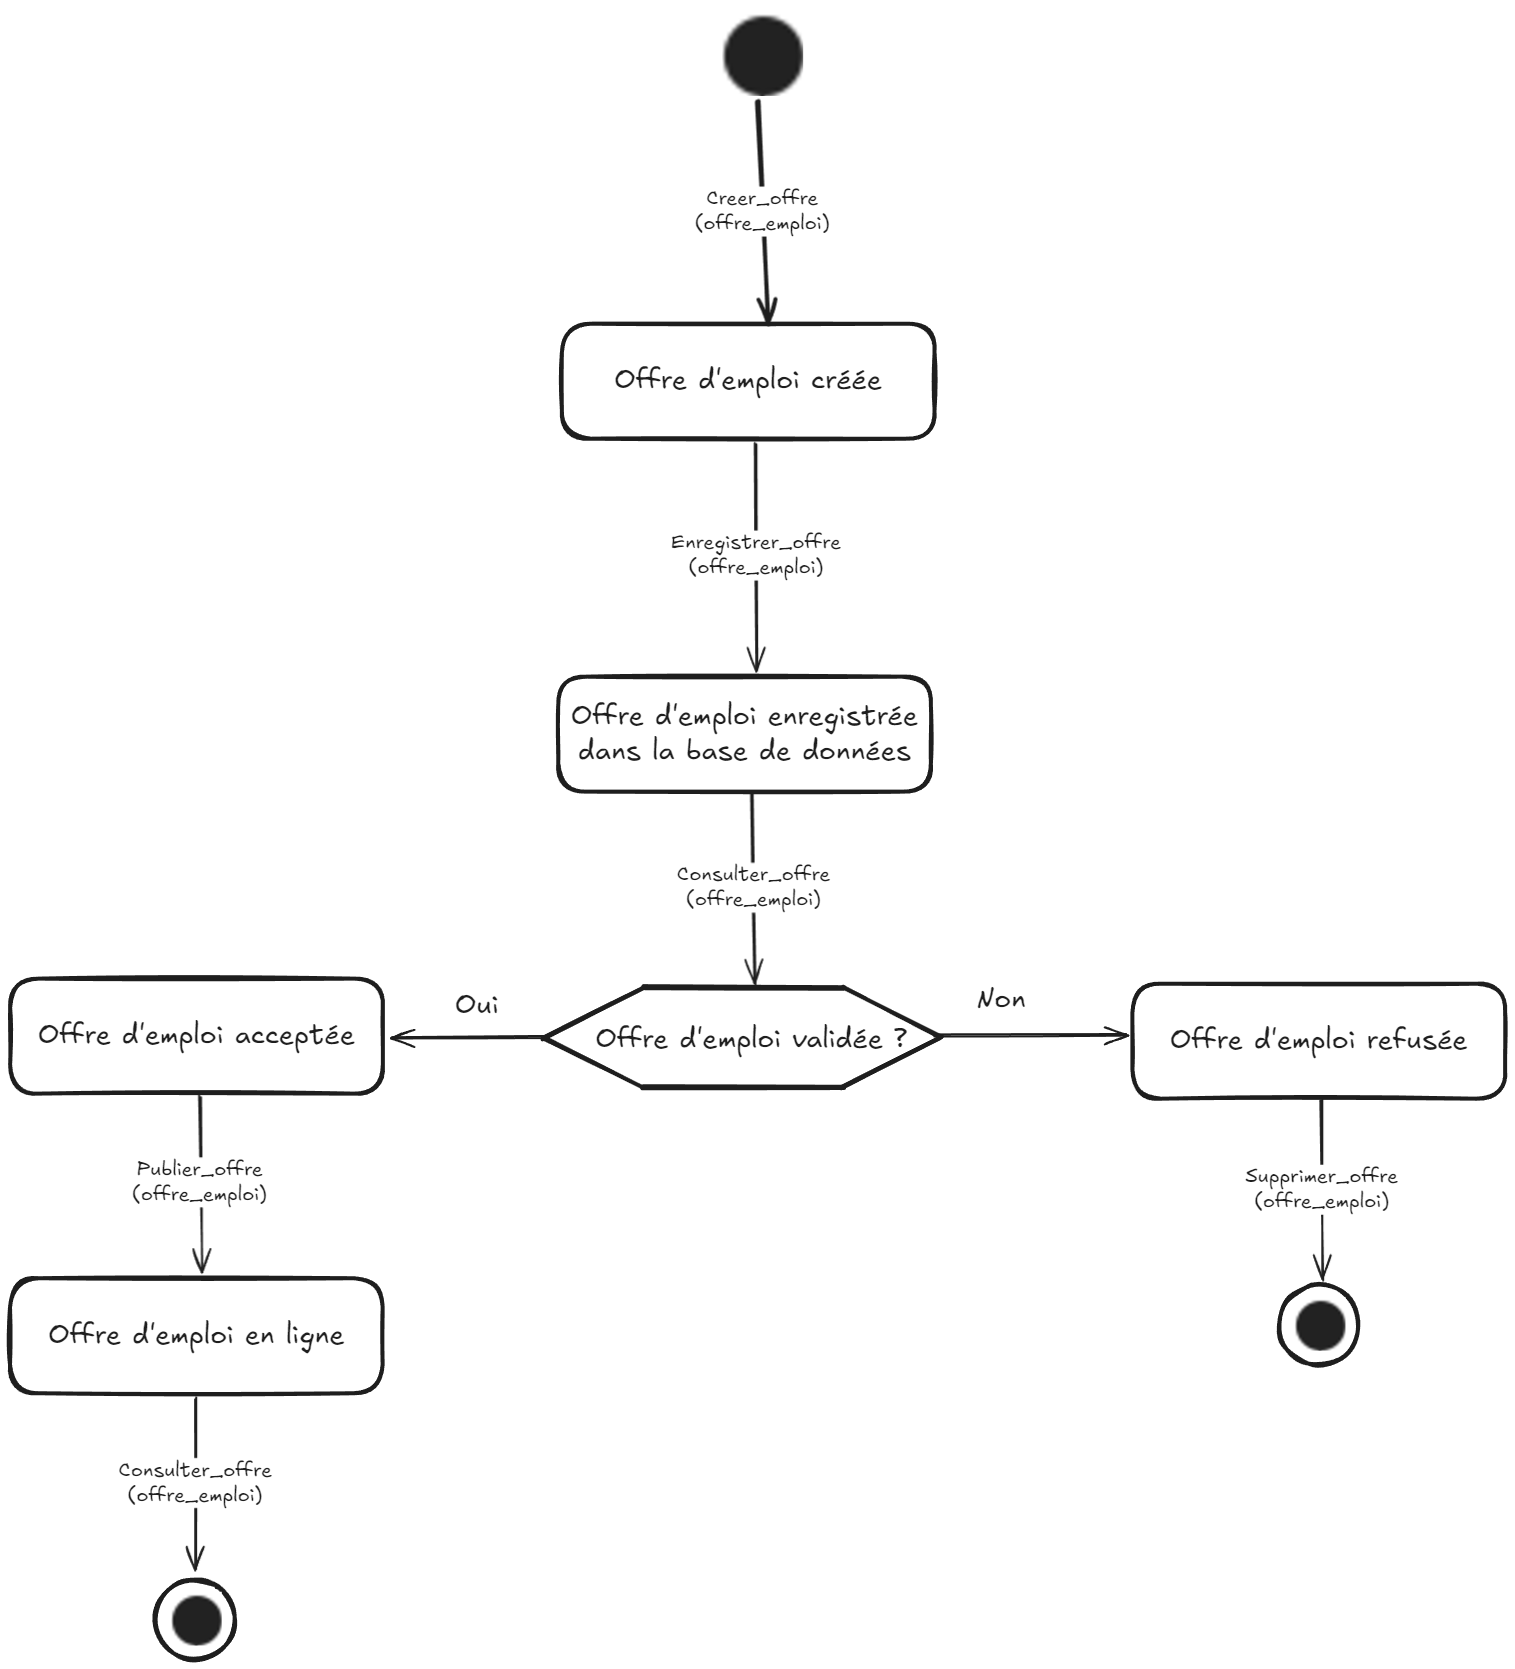 Creer_offre
(offre_emploi)
Offre d'emploi créée
Enregistrer_offre
(offre_emploi)
Offre d'emploi enregistrée
dans la base de données
Consulter_offre
(offre_emploi)
Offre d'emploi acceptée
Oui
Offre d'emploi validée ?
Non
Offre d'emploi refusée
Publier_offre
(offre_emploi)
Supprimer_offre
(offre_emploi)
Offre d'emploi en ligne
Consulter_offre
(offre_emploi)